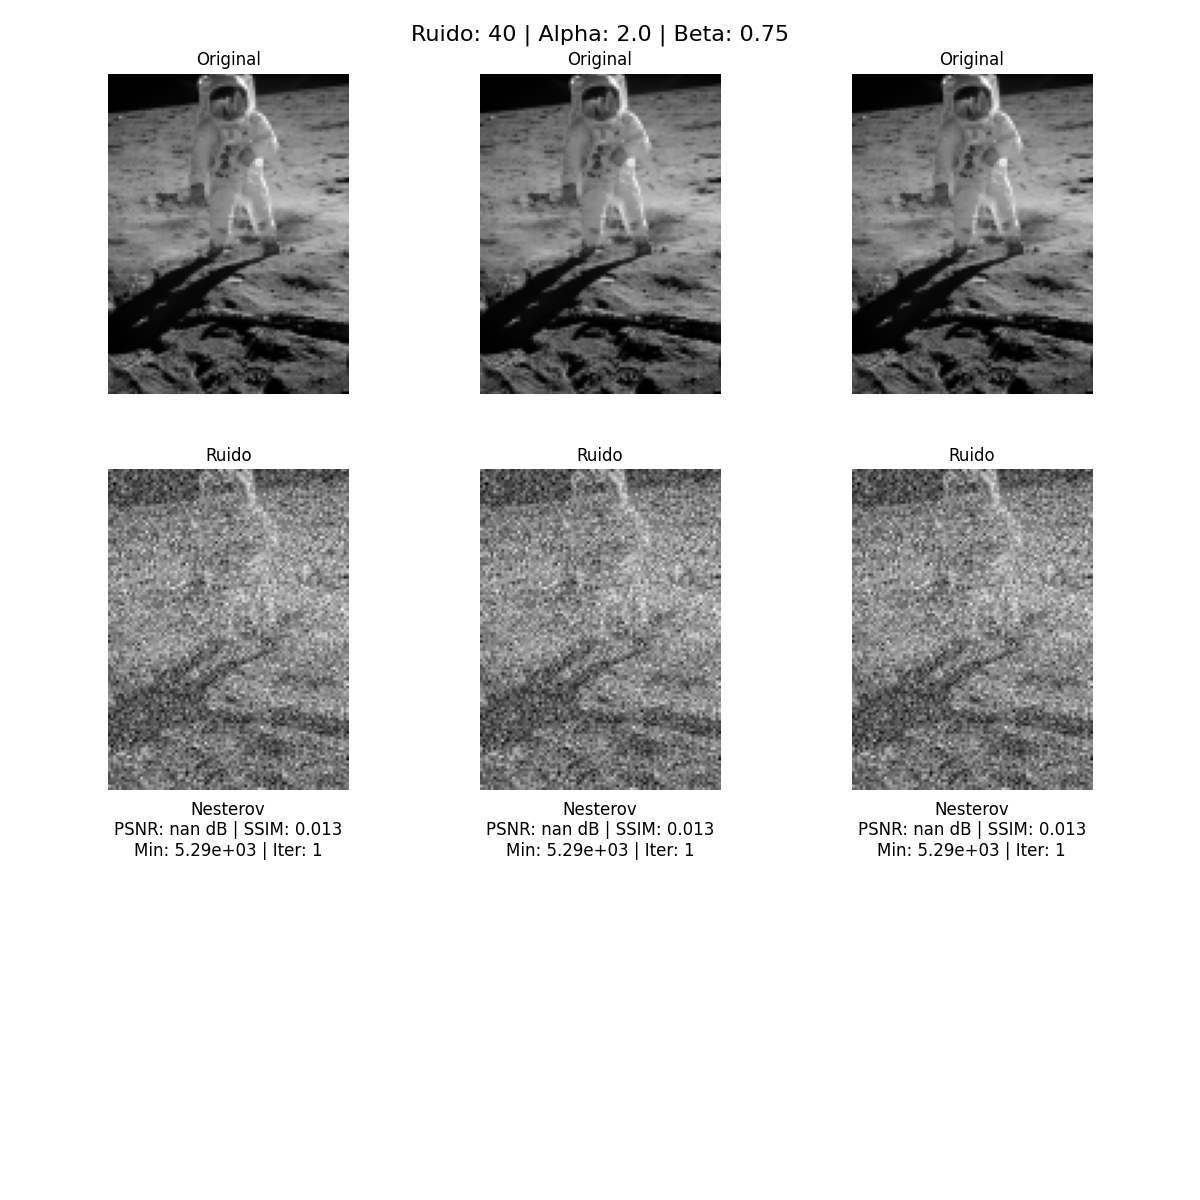 Ruido: 40 | Alpha: 2.0 | Beta: 0.75
Original
Original
Original
Ruido
Ruido
Ruido
Nesterov
PSNR: nan dB | SSIM: 0.013
Min: 5.29e+03 | Iter: 1
Nesterov
PSNR: nan dB | SSIM: 0.013
Min: 5.29e+03 | Iter: 1
Nesterov
PSNR: nan dB | SSIM: 0.013
Min: 5.29e+03 | Iter: 1